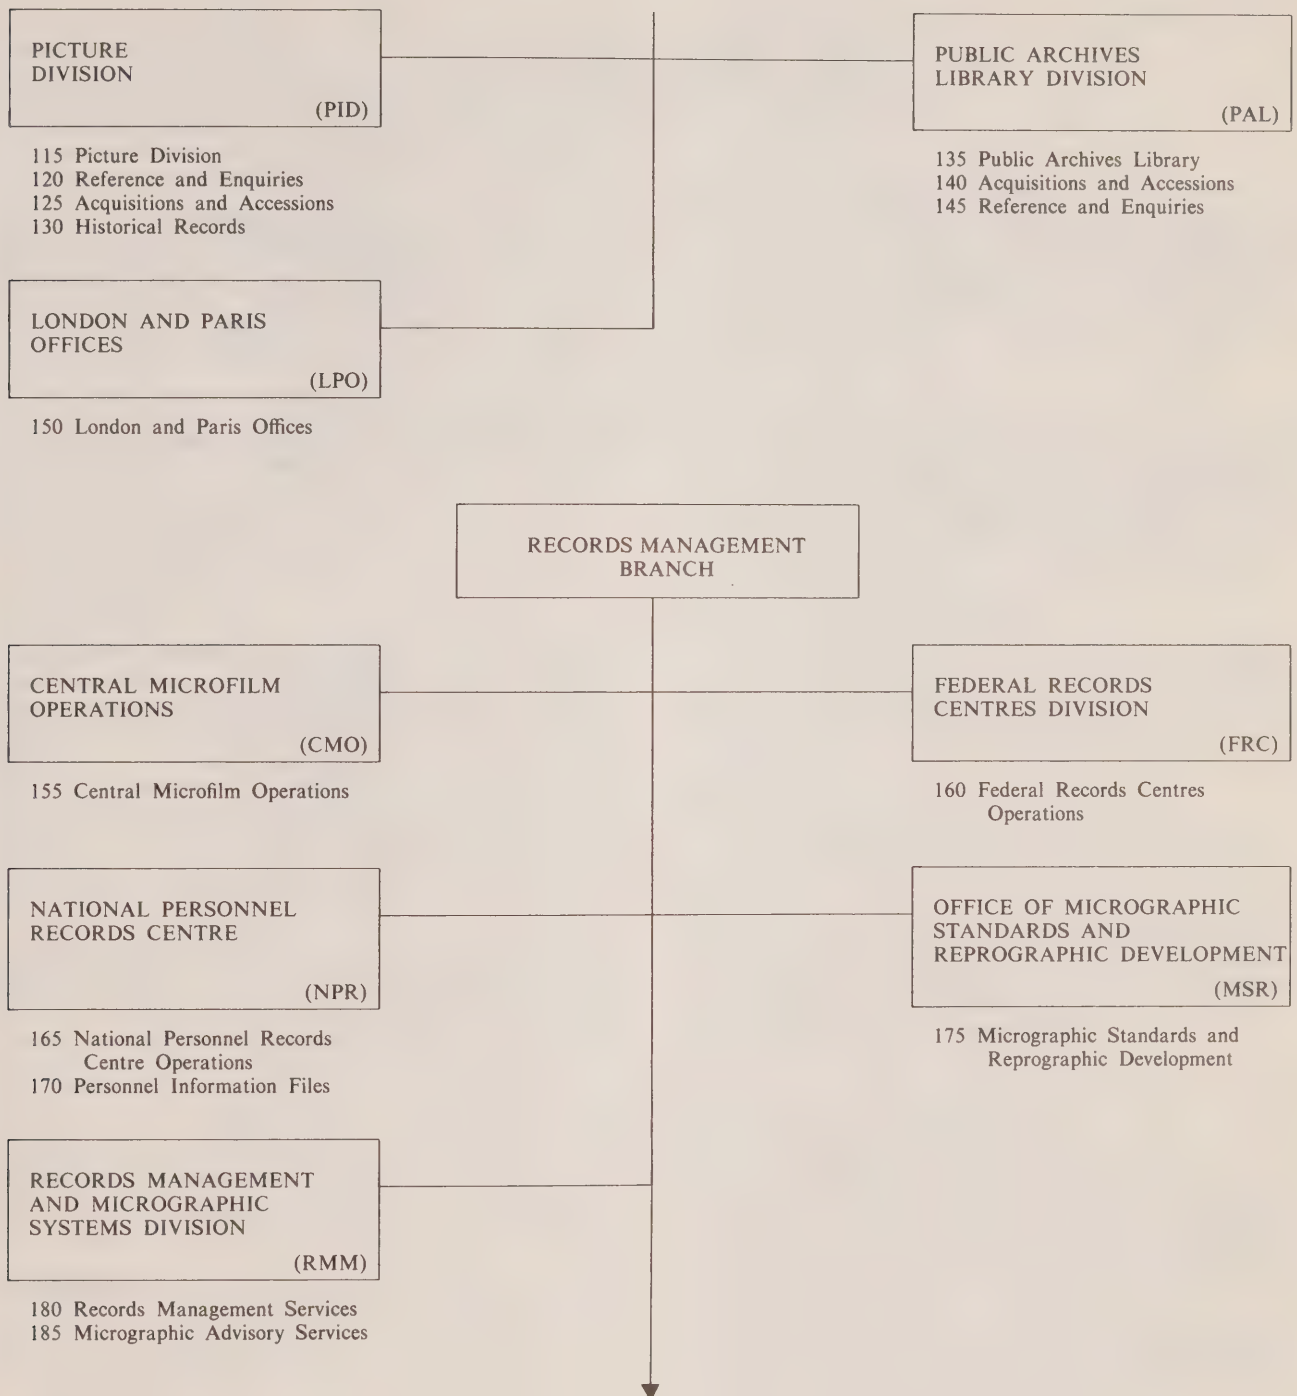 PICTURE
DIVISION
(PID)
115 Picture Division
120 Reference and Enquiries
125 Acquisitions and Accessions
130 Historical Records
PUBLIC ARCHIVES
LIBRARY DIVISION
(PAL)
135 Public Archives Library
140 Acquisitions and Accessions
145 Reference and Enquiries
LONDON AND PARIS
OFFICES
(LPO)
150 London and Paris Offices
RECORDS MANAGEMENT
BRANCH
CENTRAL MICROFILM
OPERATIONS
(CMO)
155 Central Microfilm Operations
FEDERAL RECORDS
CENTRES DIVISION
(FRC)
160 Federal Records Centres
Operations
NATIONAL PERSONNEL
RECORDS CENTRE
(NPR)
165 National Personnel Records
Centre Operations
170 Personnel Information Files
OFFICE OF MICROGRAPHIC
STANDARDS AND
REPROGRAPHIC DEVELOPMENT
(MSR)
175 Micrographic Standards and
Reprographic Development
RECORDS MANAGEMENT
AND MICROGRAPHIC
SYSTEMS DIVISION
(RMM)
180 Records Management Services
185 Micrographic Advisory Services